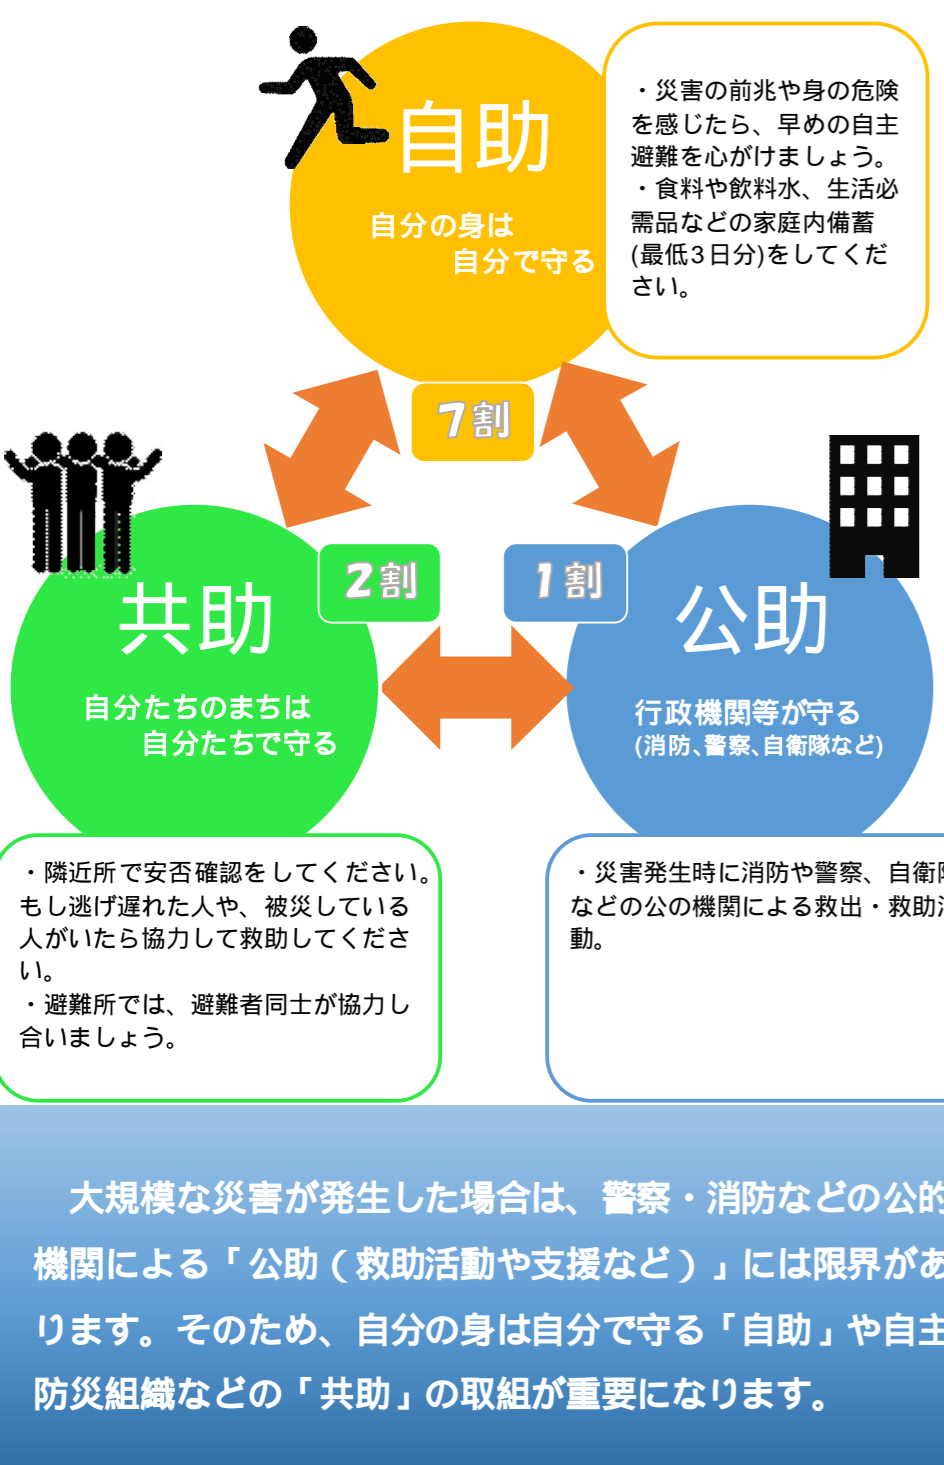 自助
自分の身は
自分で守る
・災害の前兆や身の危険
を感じたら、早めの自主
避難を心がけましょう。
・食料や飲料水、生活必
需品などの家庭内備蓄
(最低3日分)をしてくだ
さい。
7割
2割
1割
共助
自分たちのまちは
自分たちで守る
公助
行政機関等が守る
(消防、警察、自衛隊など)
・隣近所で安否確認をしてください。
もし逃げ遅れた人や、被災している
人がいたら協力して救助してくださ
い。
・避難所では、避難者同士が協力し
合いましょう。
・災害発生時に消防や警察、自衛隊
などの公の機関による救出・救助活
動。
大規模な災害が発生した場合は、警察・消防などの公的
機関による「公助(救助活動や支援など)」には限界があ
ります。そのため、自分の身は自分で守る「自助」や自主
防災組織などの「共助」の取組が重要になります。